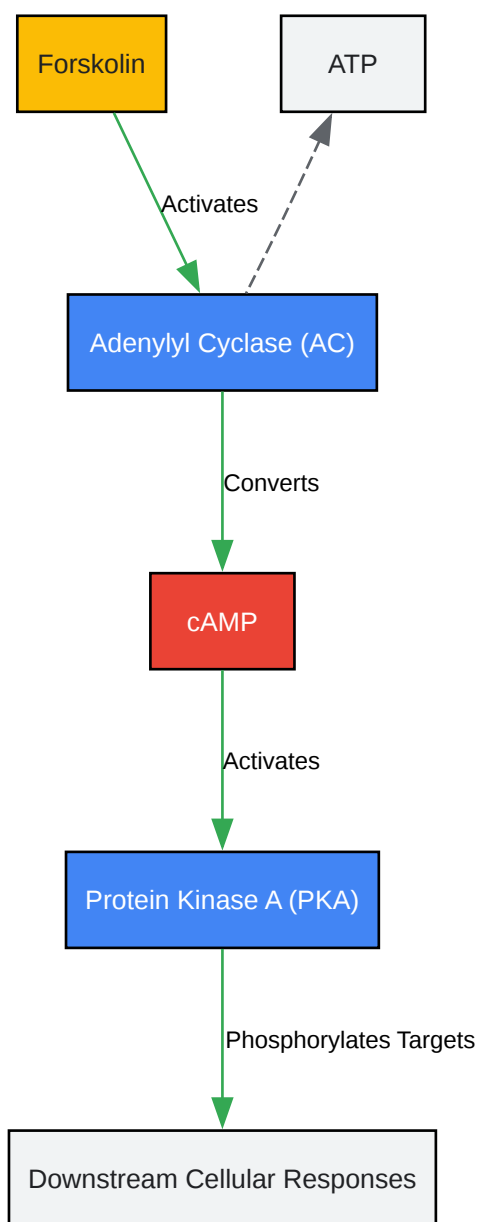 Forskolin
ATP
Activates
Adenylyl Cyclase (AC)
Converts
cAMP
Activates
Protein Kinase A (PKA)
Phosphorylates Targets
Downstream Cellular Responses